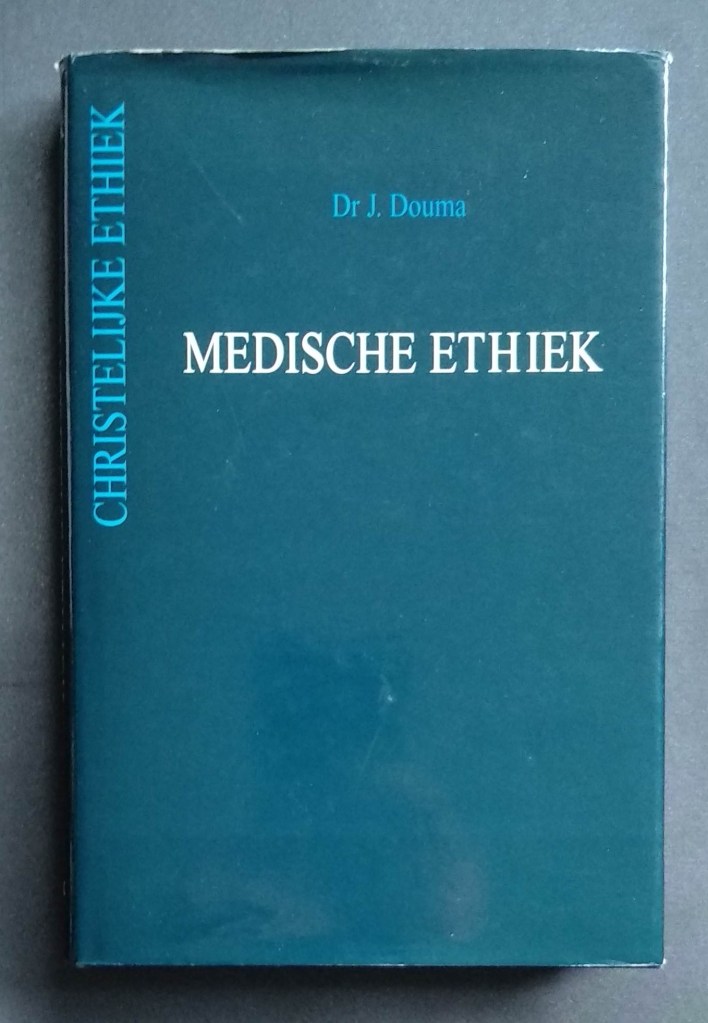 CHRISTELIJKE ETHIEK
Dr J. Douma
MEDISCHE ETHIEK